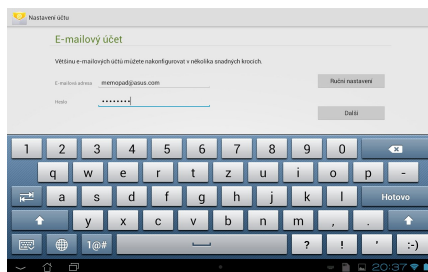 Nastavení účtu
E-mailový účet
Většinu e-mailových účtů můžete nakonfigurovat v několika snadných krocích.
E-mailová adresa memopad@asus.com Ruční nastavení
Heslo ••••••••
Další
1 2 3 4 5 6 7 8 9 0
q w e r t z u i o p -
a s d f g h j k l Hotovo
y x c v b n m , .
1@# ? ! ' :-)
20:37